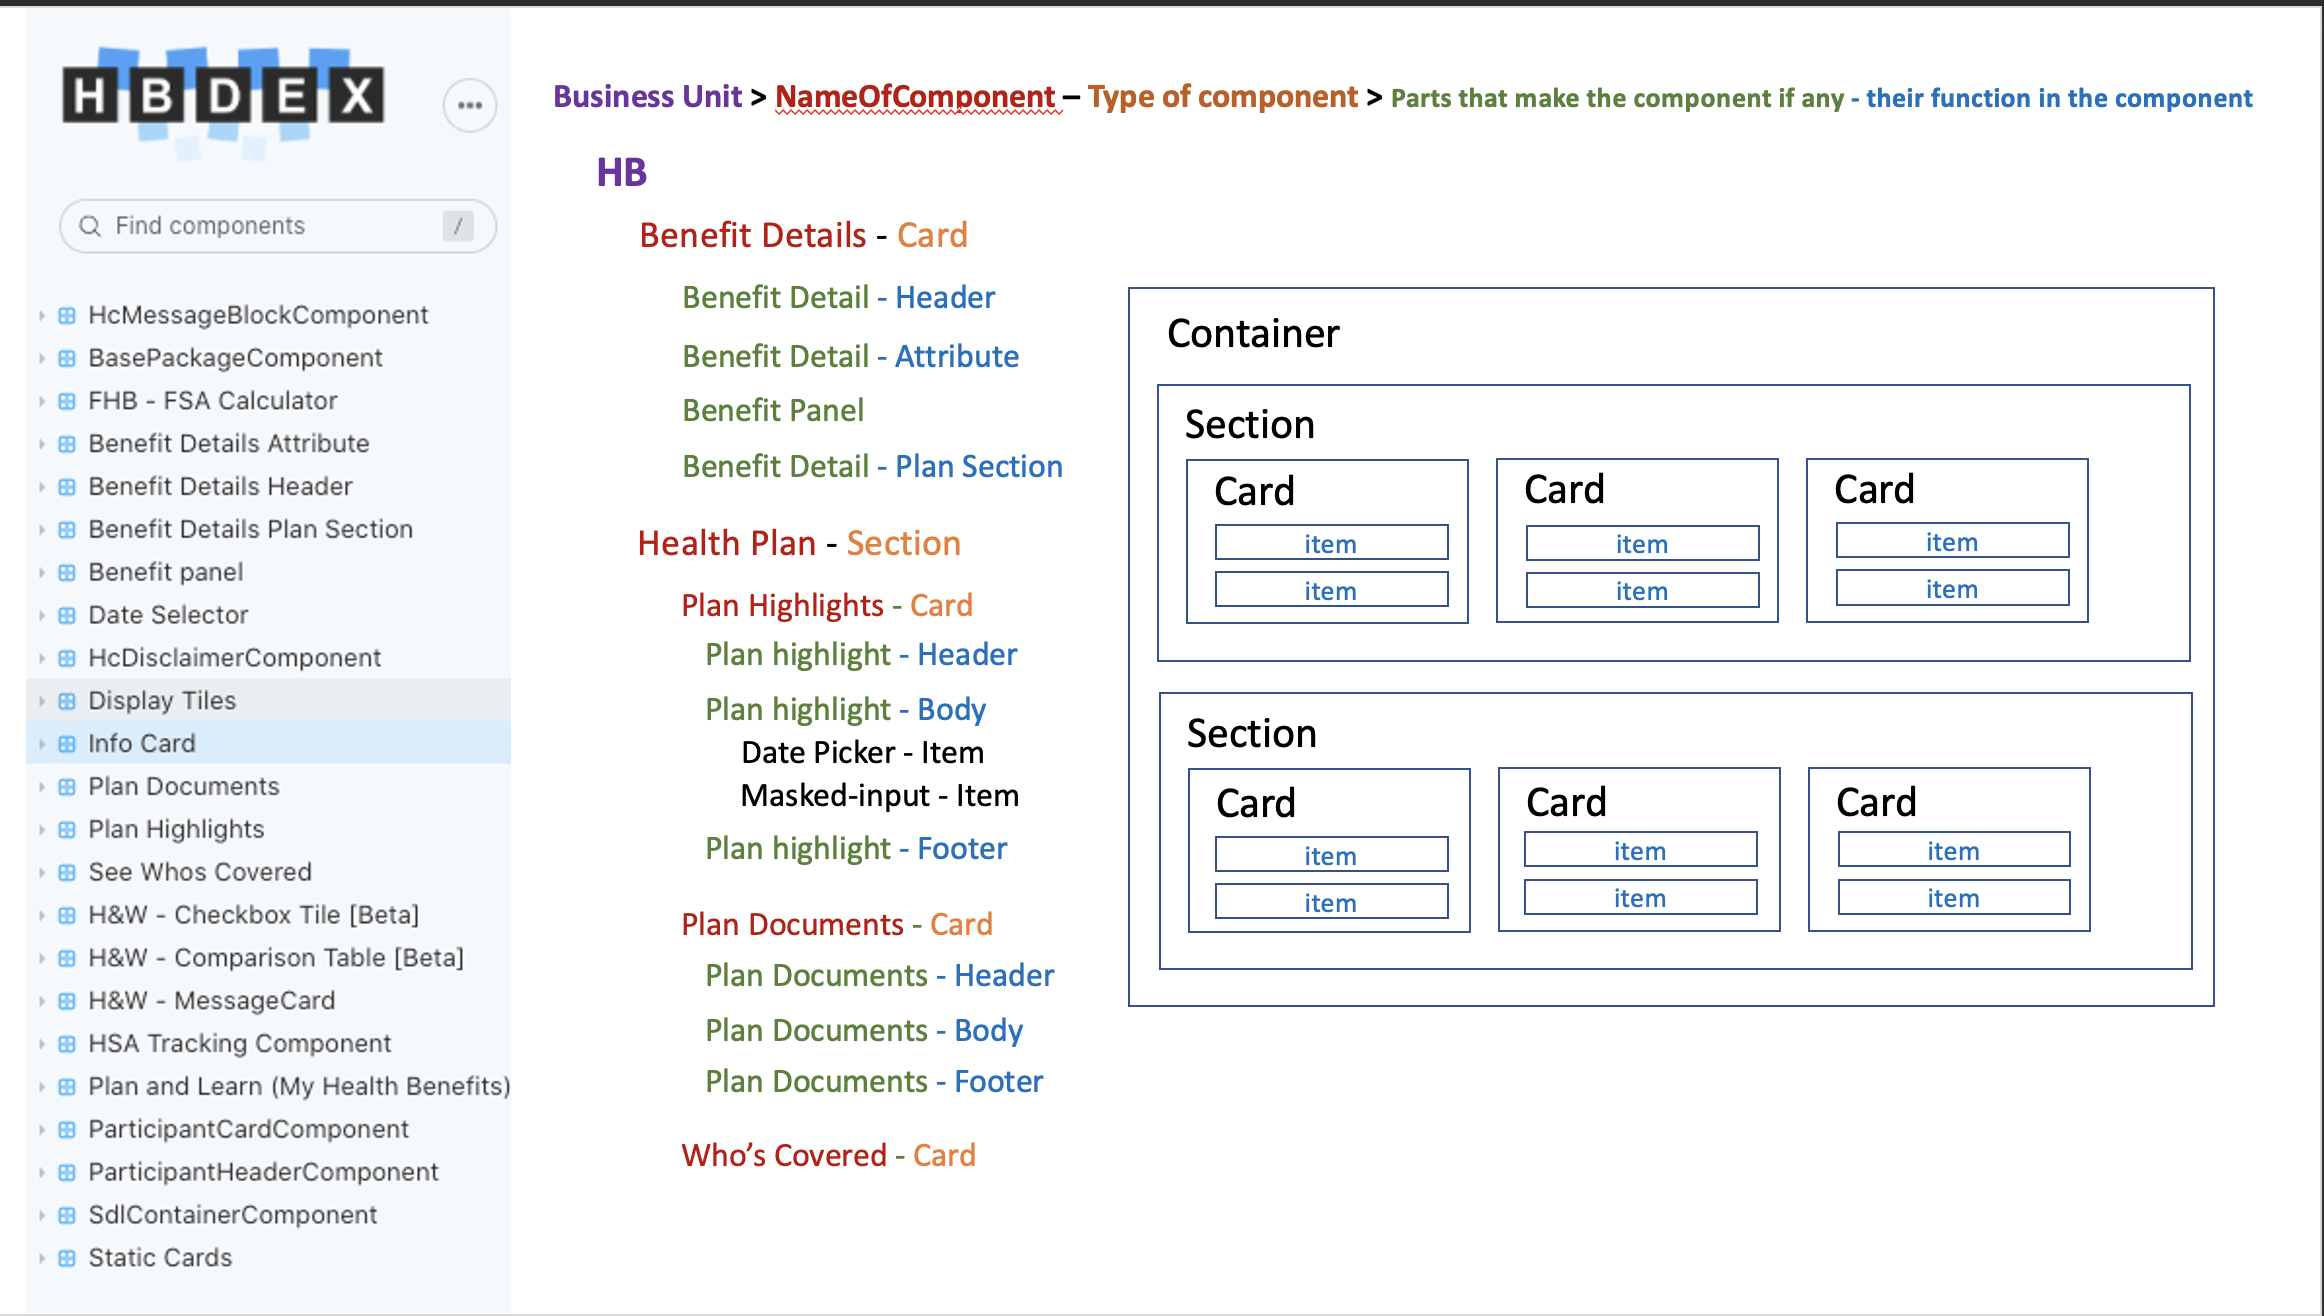 HBDEX
Find components /
HcMessageBlockComponent
BasePackageComponent
FHB - FSA Calculator
Benefit Details Attribute
Benefit Details Header
Benefit Details Plan Section
Benefit panel
Date Selector
HcDisclaimerComponent
Display Tiles
Info Card
Plan Documents
Plan Highlights
See Whos Covered
H&W - Checkbox Tile [Beta]
H&W - Comparison Table [Beta]
H&W - MessageCard
HSA Tracking Component
Plan and Learn (My Health Benefits)
ParticipantCardComponent
ParticipantHeaderComponent
SdlContainerComponent
Static Cards
Business Unit > NameOfComponent – Type of component > Parts that make the component if any - their function in the component
HB
Benefit Details - Card
Benefit Detail - Header
Benefit Detail - Attribute
Benefit Panel
Benefit Detail - Plan Section
Health Plan - Section
Plan Highlights - Card
Plan highlight - Header
Plan highlight - Body
Date Picker - Item
Masked-input - Item
Plan highlight - Footer
Plan Documents - Card
Plan Documents - Header
Plan Documents - Body
Plan Documents - Footer
Who’s Covered - Card
Container
Section
Card
item
item
Card
item
item
Card
item
item
Section
Card
item
item
Card
item
item
Card
item
item